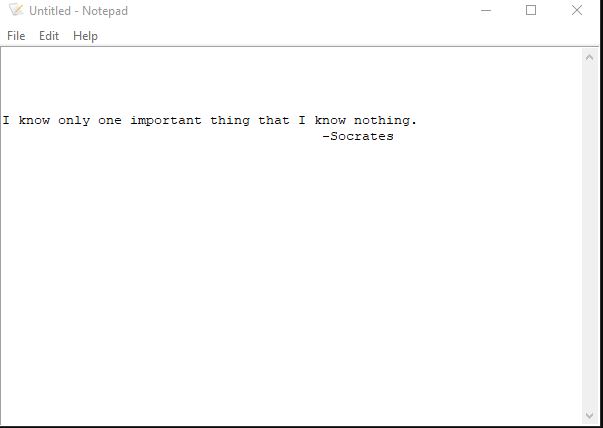 Untitled - Notepad
File Edit Help
I know only one important thing that I know nothing.
-Socrates